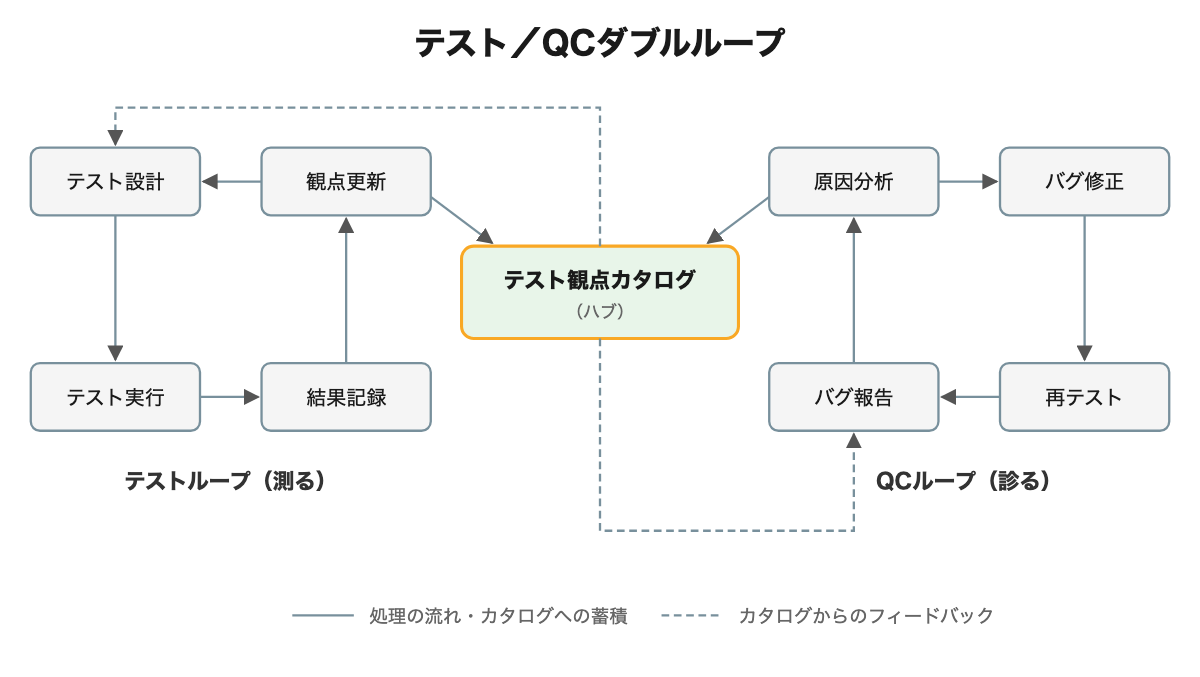 テスト／QCダブルループ
テスト設計
観点更新
原因分析
バグ修正
テスト観点カタログ
（ハブ）
テスト実行
結果記録
バグ報告
再テスト
テストループ（測る）
QCループ（診る）
処理の流れ・カタログへの蓄積
カタログからのフィードバック